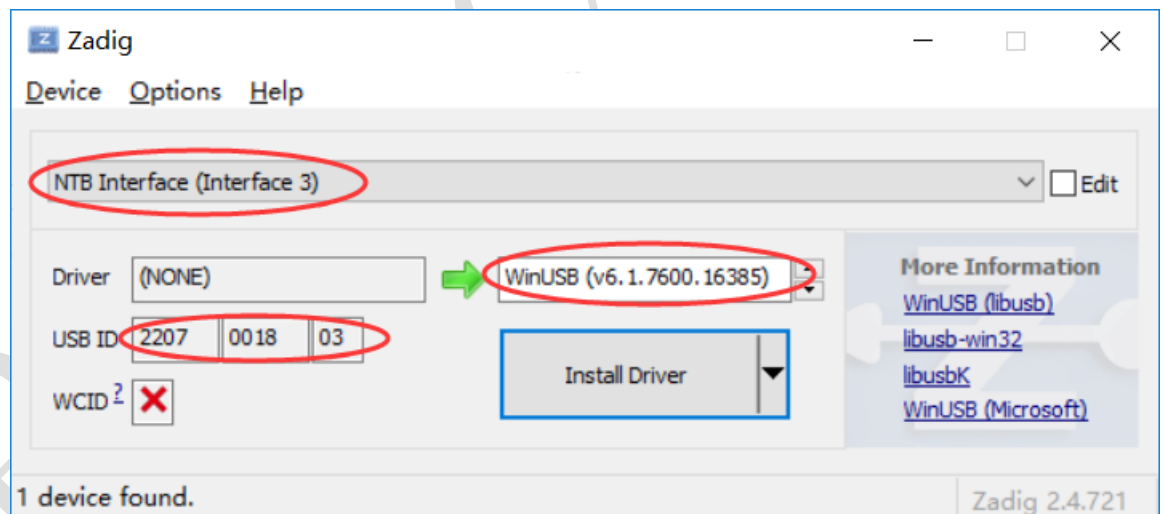 Zadig
Device Options Help
NTB Interface (Interface 3)
Edit
Driver (NONE) WinUSB (v6.1.7600.16385)
USB ID 2207 0018 03
WCID ?
Install Driver
More Information
WinUSB (libusb)
libusb-win32
libusbK
WinUSB (Microsoft)
1 device found.
Zadig 2.4.721